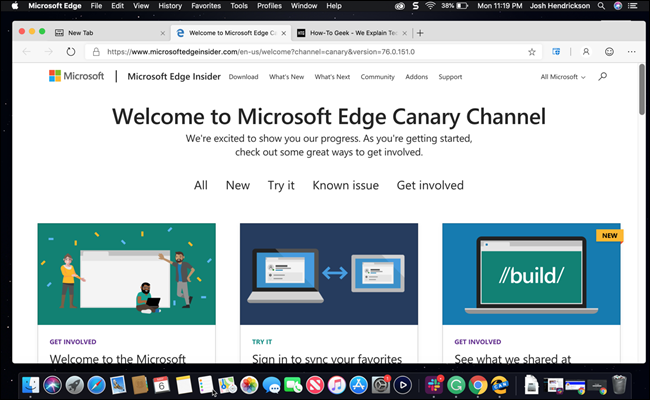 Microsoft Edge File Edit View History Favorites Tools Profiles Window Help 38% Mon 11:19 PM Josh Hendrickson
New Tab Welcome to Microsoft Edge Ca HTG How-To Geek - We Explain Te
https://www.microsoftedgeinsider.com/en-us/welcome?channel=canary&version=76.0.151.0
Microsoft Microsoft Edge Insider Download What's New What's Next Community Addons Support All Microsoft
Welcome to Microsoft Edge Canary Channel
We're excited to show you our progress. As you're getting started,
check out some great ways to get involved.
All New Try it Known issue Get involved
NEW
//build/
GET INVOLVED TRY IT GET INVOLVED
Welcome to the Microsoft Sign in to sync your favorites See what we shared at
6